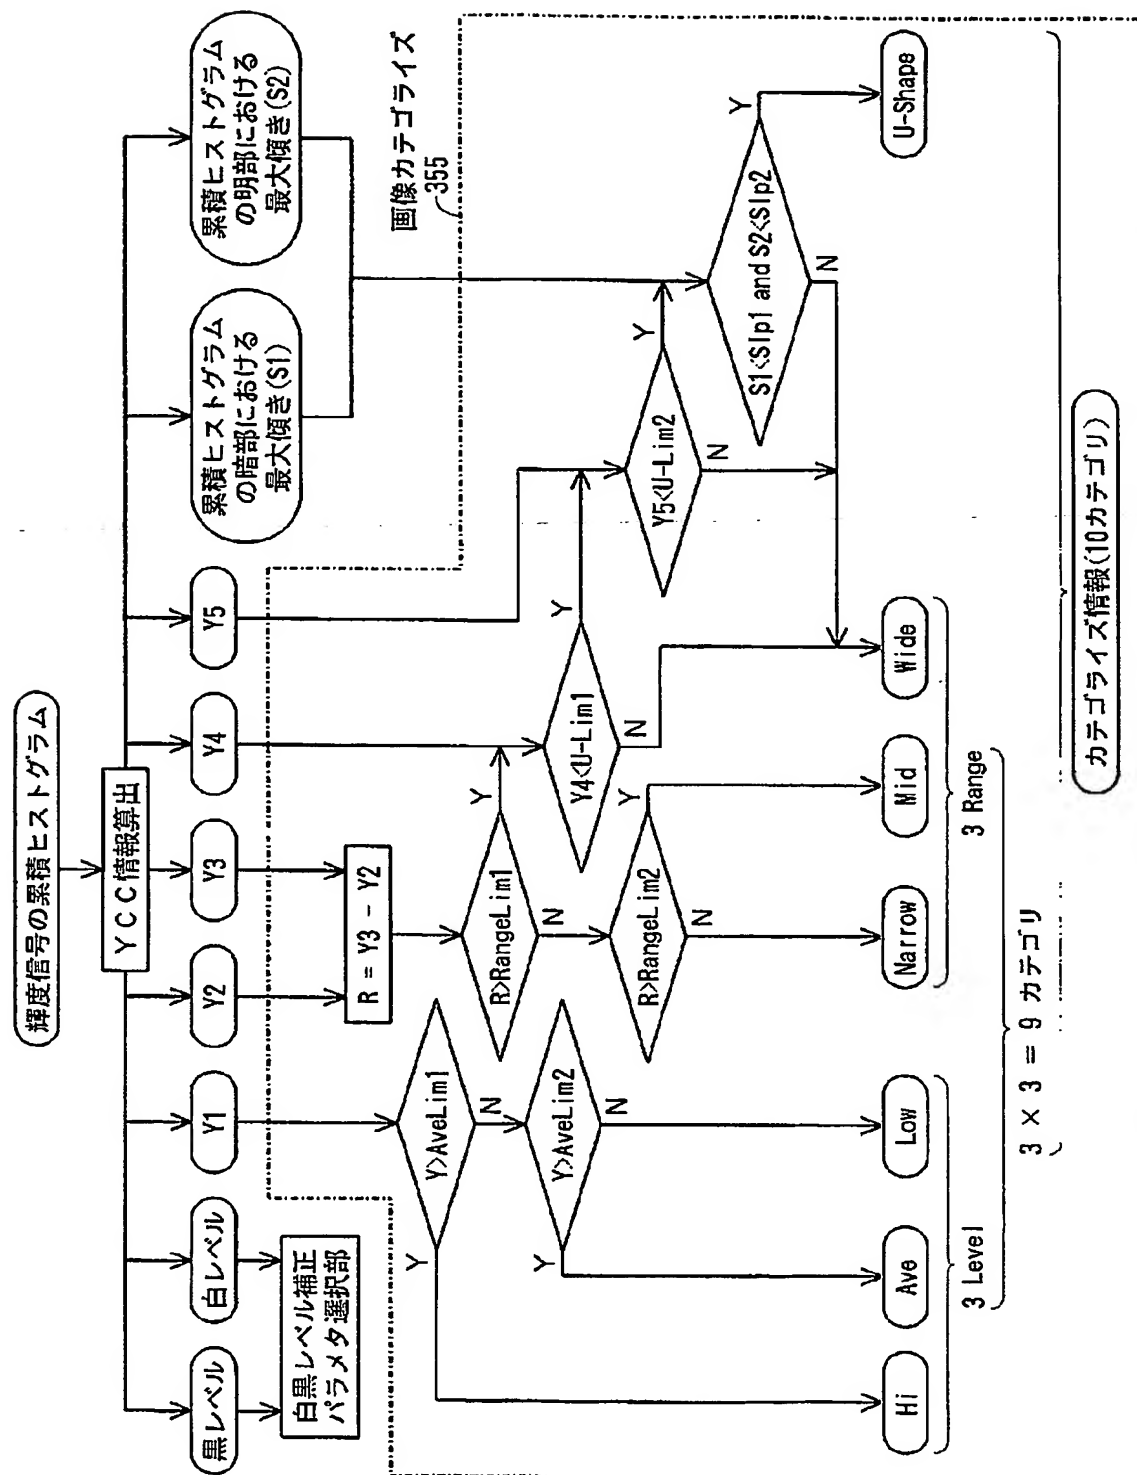 輝度信号の累積ヒストグラム
YCC情報算出
黒レベル
白レベル
Y1
Y2
Y3
Y4
Y5
累積ヒストグラム
の暗部における
最大傾き(S1)
累積ヒストグラム
の明部における
最大傾き(S2)
白黒レベル補正
パラメタ選択部
R = Y3 - Y2
画像カテゴライズ
355
Y>AveLim1
Y
N
Y>AveLim2
Y
N
R>RangeLim1
Y
N
R>RangeLim2
Y
N
Y4<U-Lim1
Y
N
Y5<U-Lim2
Y
N
S1<Slp1 and S2<Slp2
Y
N
Hi
Ave
Low
Narrow
Mid
Wide
U-Shape
3 Level
3 Range
3 × 3 = 9 カテゴリ
カテゴライズ情報(10カテゴリ)